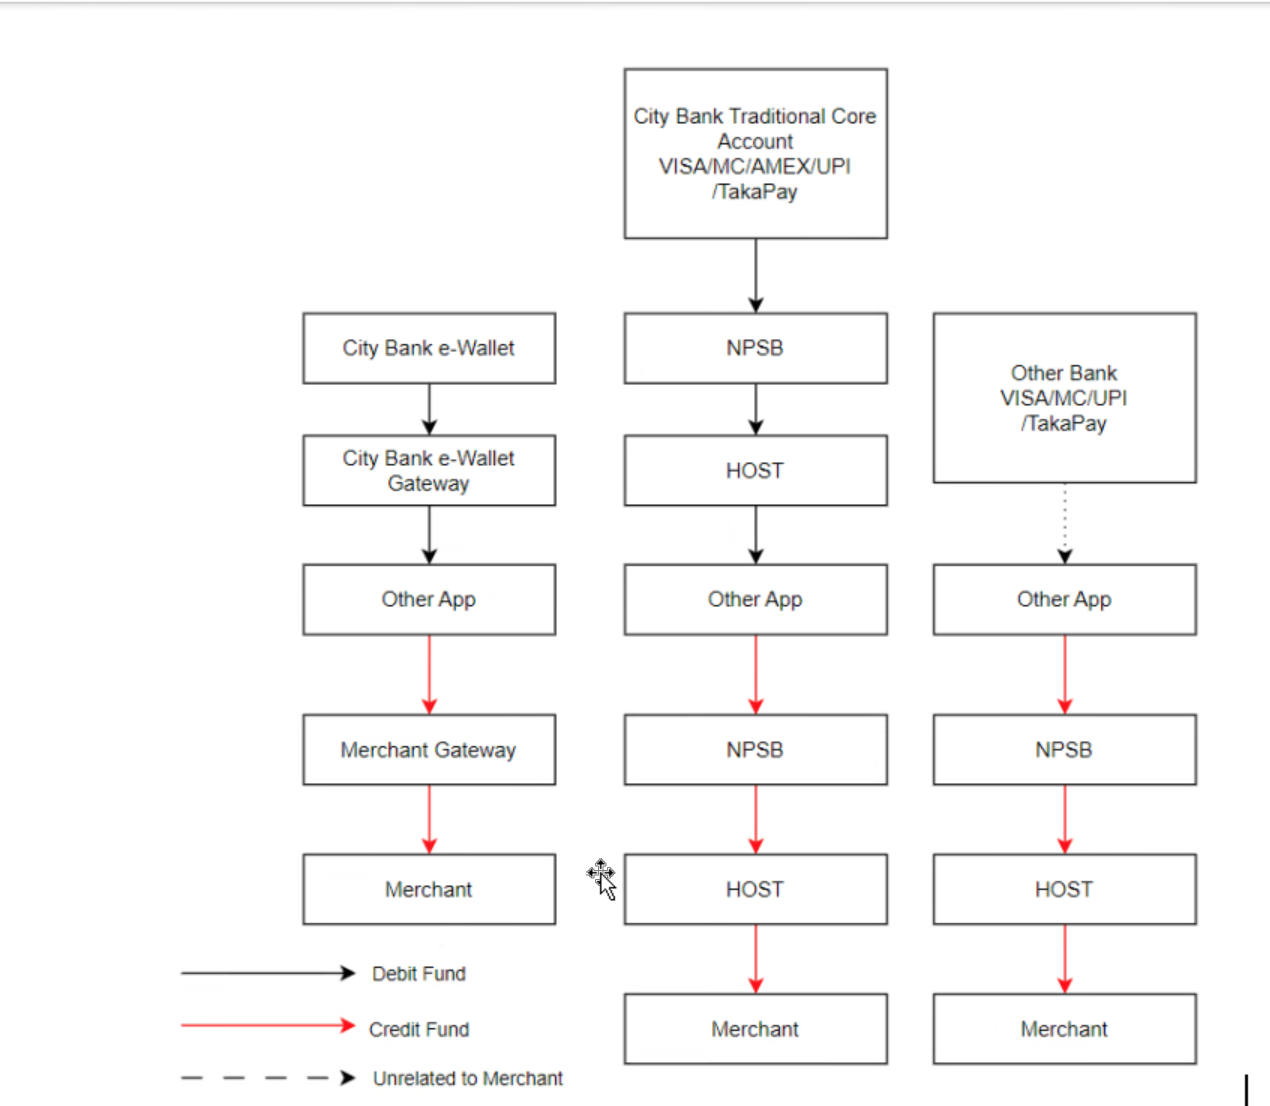 City Bank Traditional Core
Account
VISA/MC/AMEX/UPI
/TakaPay
City Bank e-Wallet
NPSB
Other Bank
VISA/MC/UPI
/TakaPay
City Bank e-Wallet
Gateway
HOST
Other App
Other App
Other App
Merchant Gateway
NPSB
NPSB
Merchant
HOST
HOST
Debit Fund
Credit Fund
Merchant
Merchant
Unrelated to Merchant